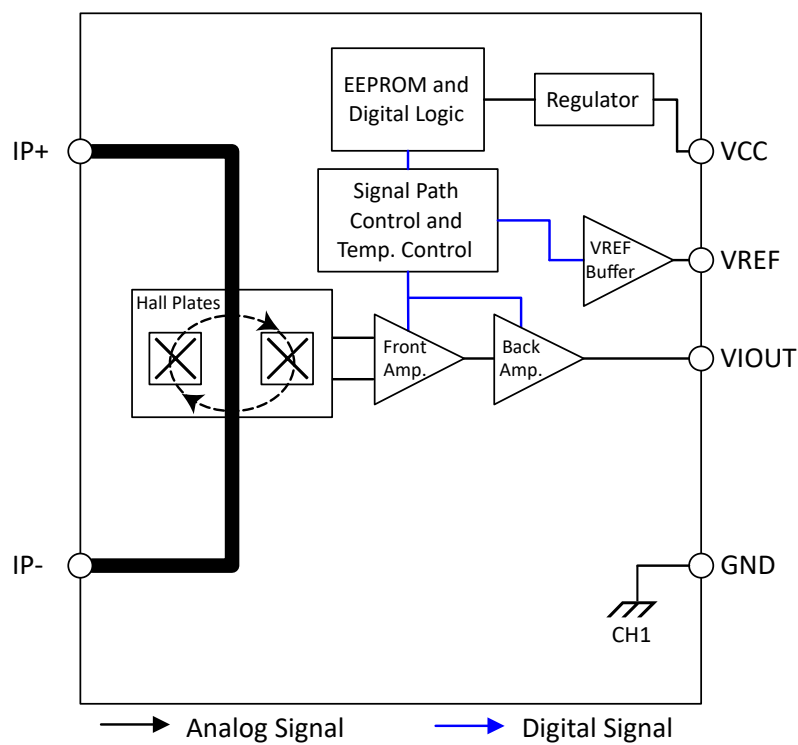 EEPROM and
Digital Logic
Regulator
IP+
VCC
Signal Path
Control and
Temp. Control
VREF
Buffer
VREF
Hall Plates
Front
Amp.
Back
Amp.
VIOUT
IP-
GND
CH1
Analog Signal
Digital Signal